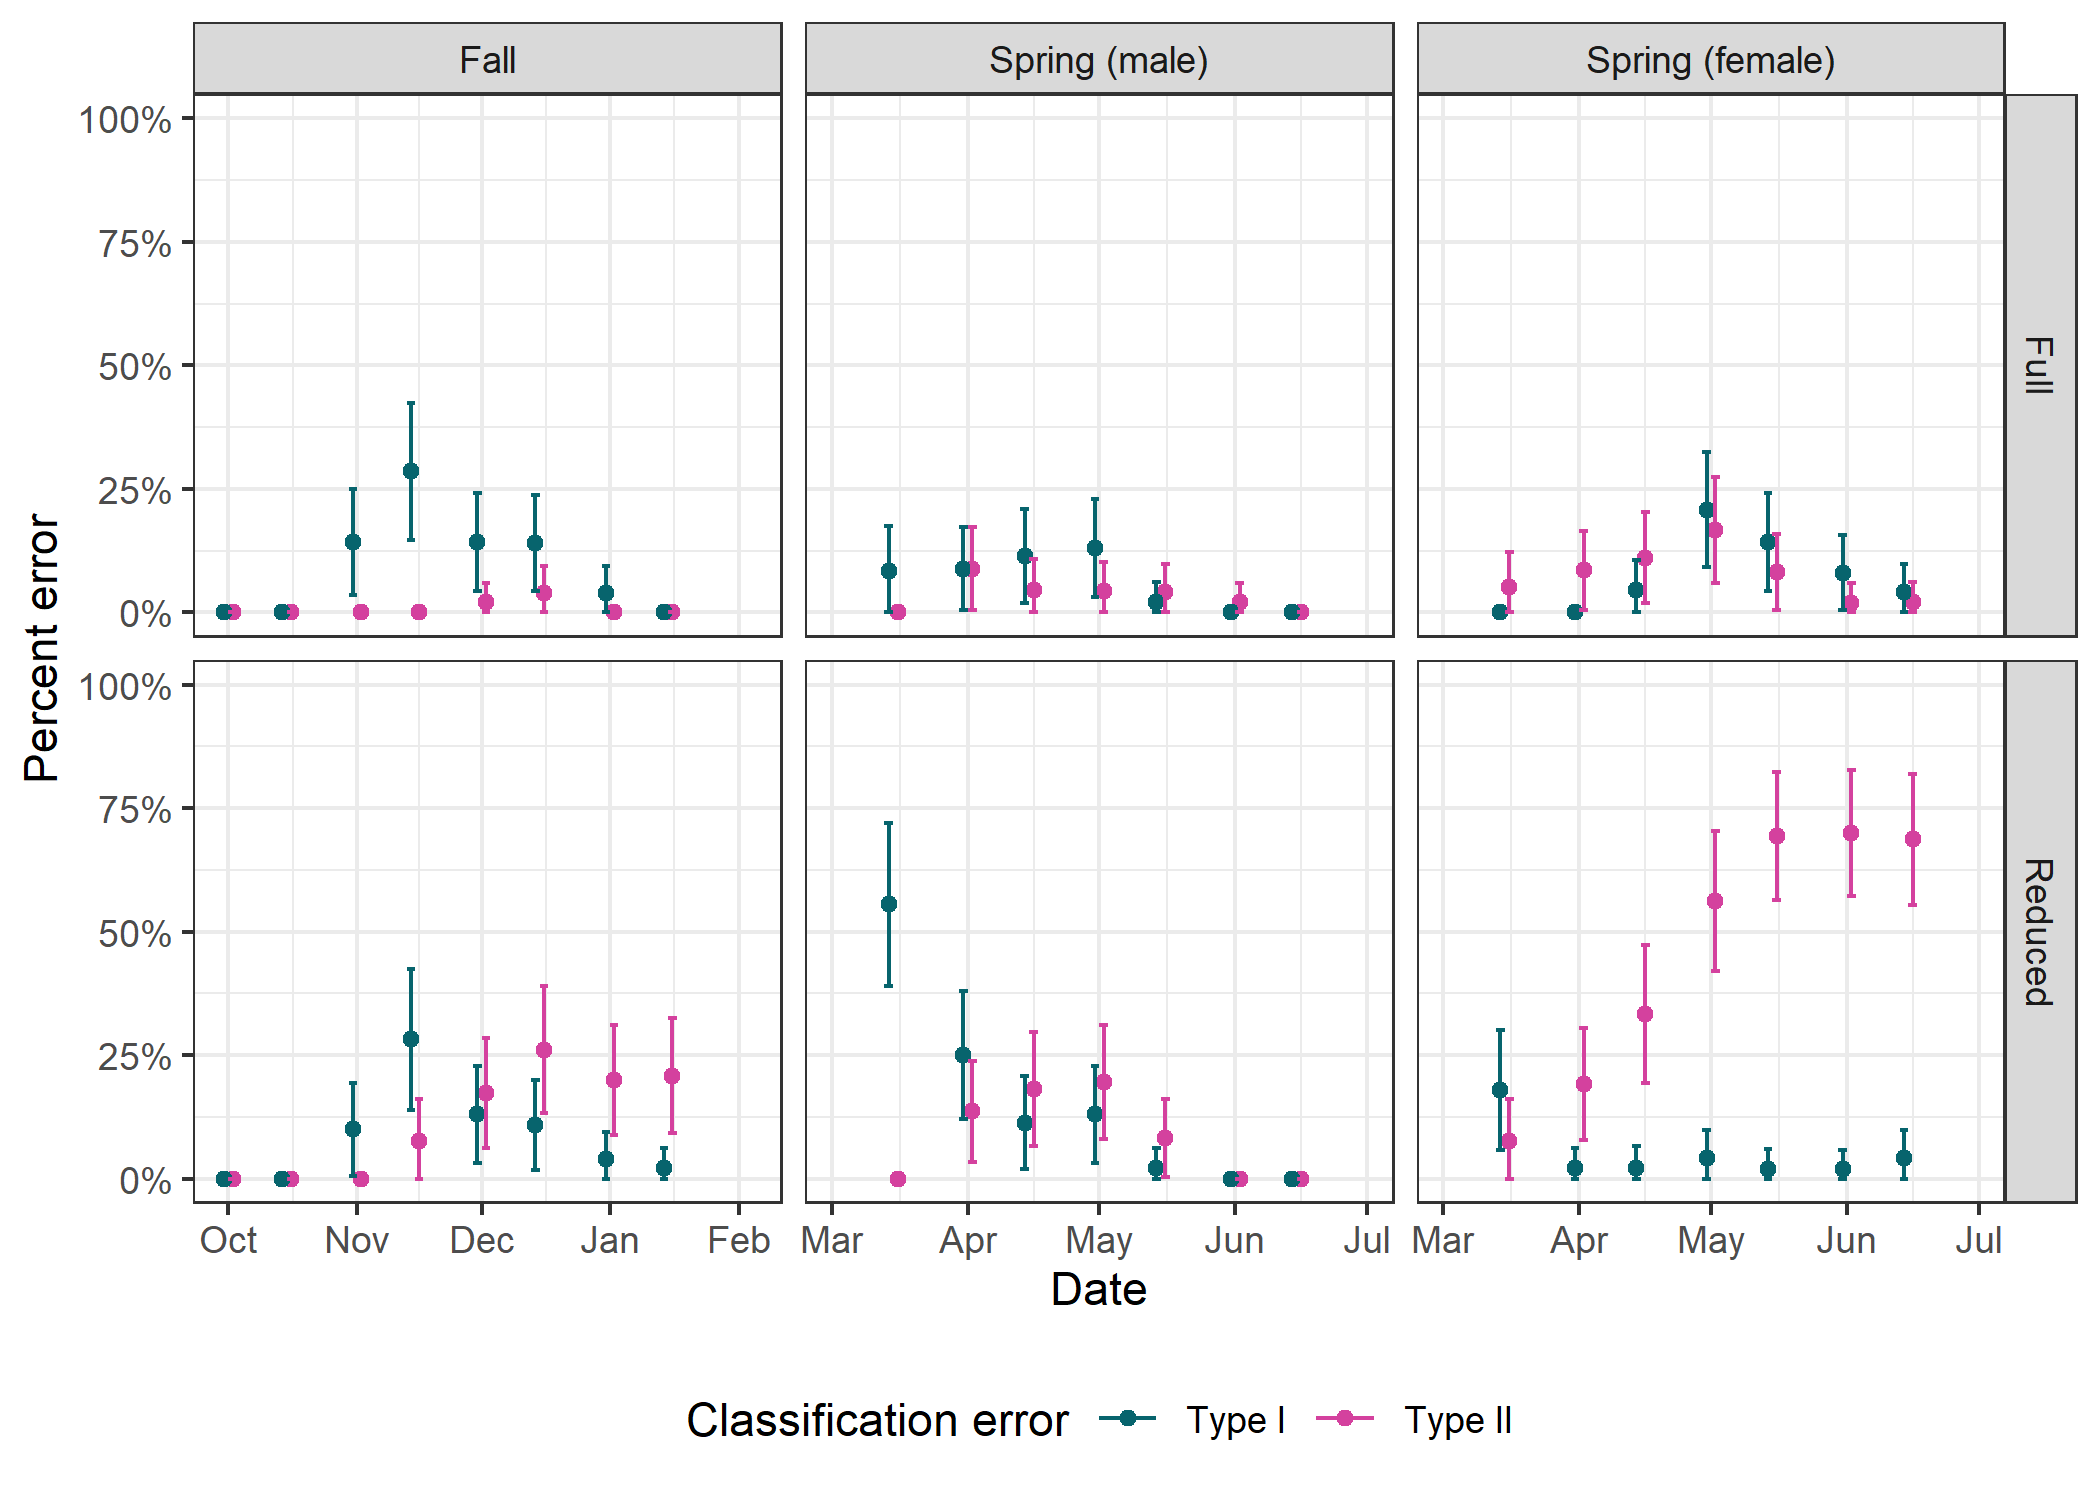 Fall Spring (male) Spring (female)
100%
75%
50%
25%
0%
Full
100%
75%
50%
25%
0%
Reduced
Percent error
Oct Nov Dec Jan Feb Mar Apr May Jun Jul Mar Apr May Jun Jul
Date
Classification error Type I Type II